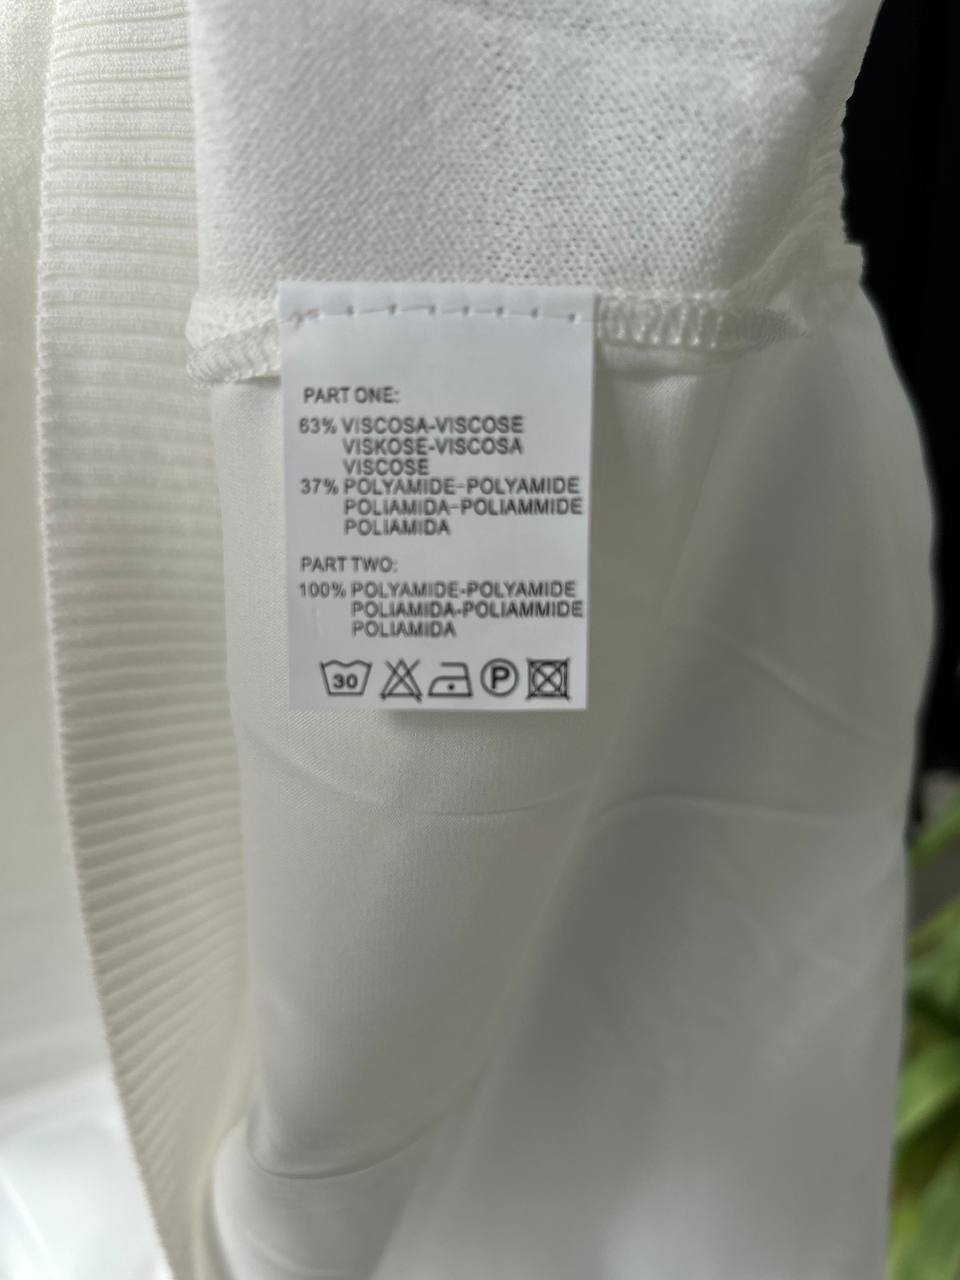 PART ONE:
63% VISCOSA-VISCOSE
VISKOSE-VISCOSA
VISCOSE
37% POLYAMIDE-POLYAMIDE
POLIAMIDA-POLIAMMIDE
POLIAMIDA
PART TWO:
100% POLYAMIDE-POLYAMIDE
POLIAMIDA-POLIAMMIDE
POLIAMIDA
30 P